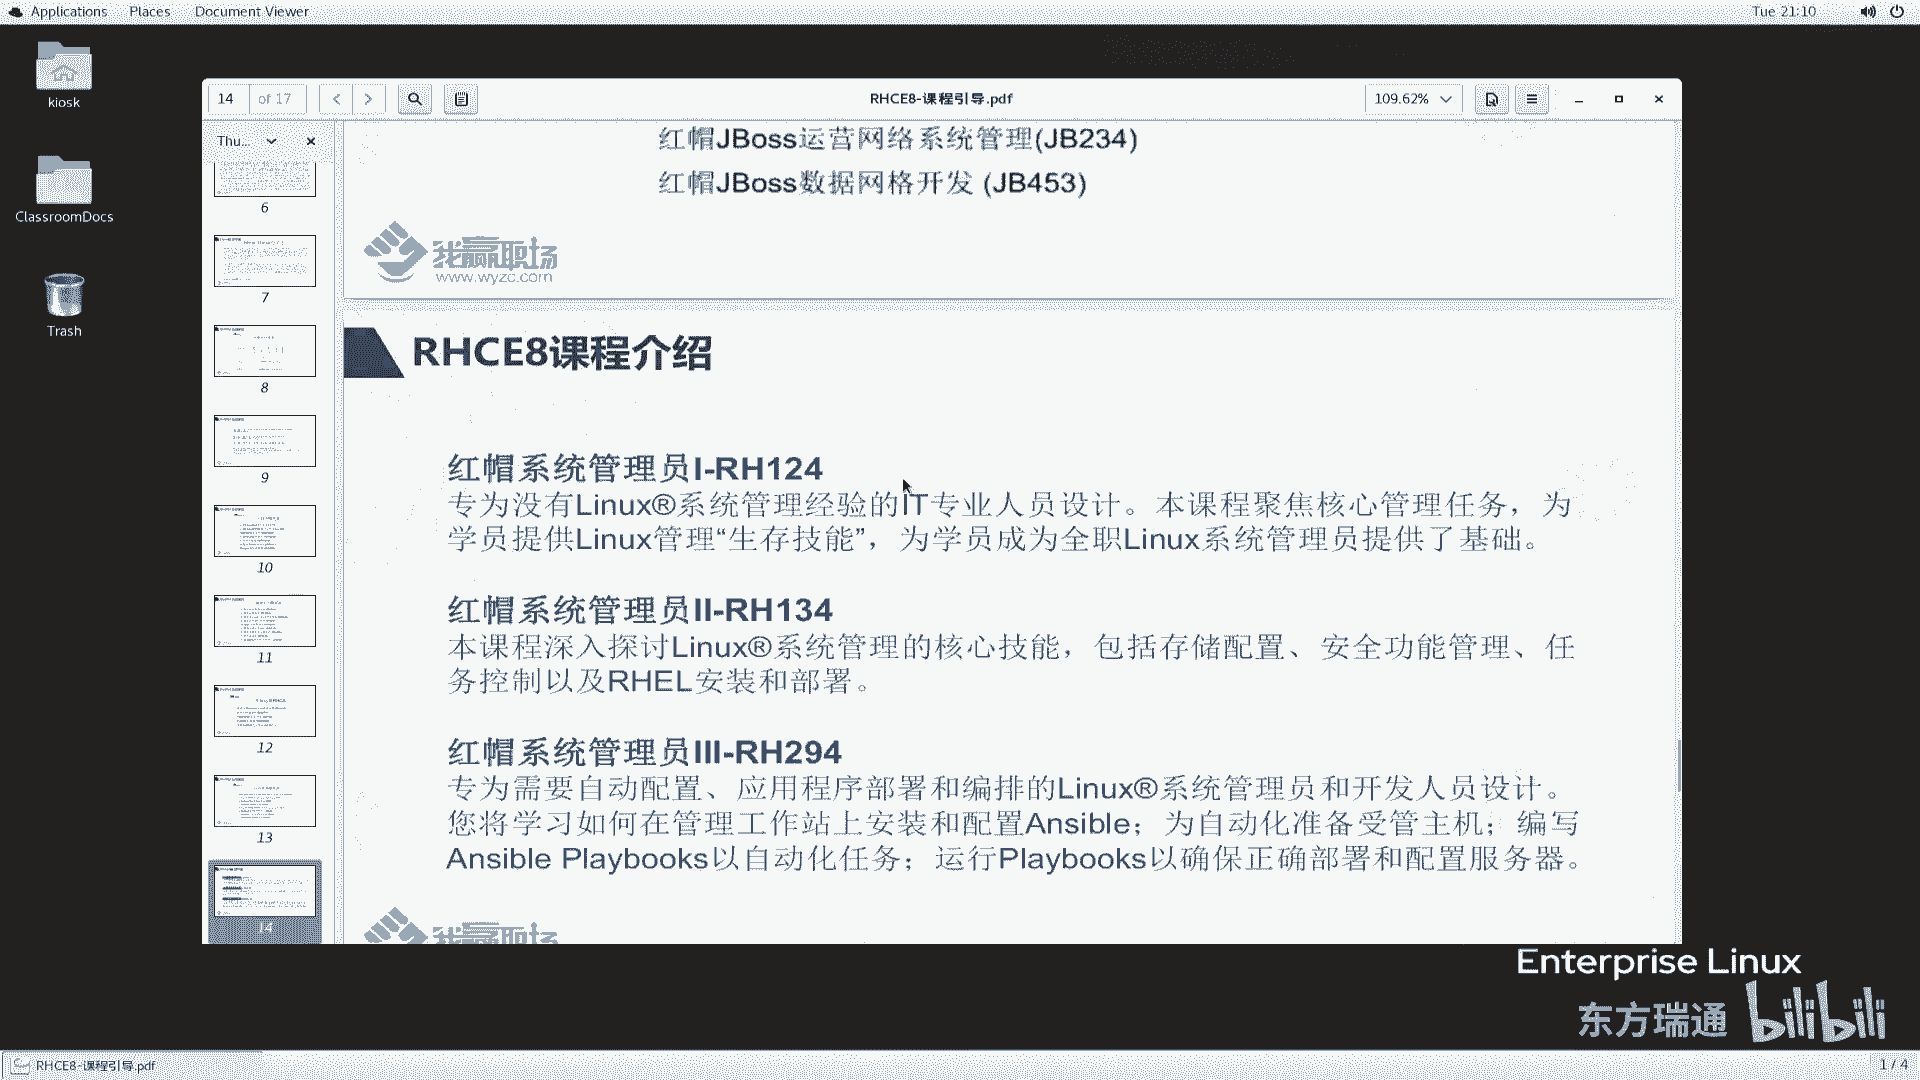 Applications Places Document Viewer Tue 21:10
kiosk
ClassroomDocs
Trash
14 of 17 RHCE8-课程引导.pdf 109.62%
Thu...
6
7
8
9
10
11
12
13
14
红帽JBoss运营网络系统管理(JB234)
红帽JBoss数据网格开发 (JB453)
我赢职场
www.wyzc.com
RHCE8课程介绍
红帽系统管理员I-RH124
专为没有Linux®系统管理经验的IT专业人员设计。本课程聚焦核心管理任务，为
学员提供Linux管理“生存技能”，为学员成为全职Linux系统管理员提供了基础。
红帽系统管理员II-RH134
本课程深入探讨Linux®系统管理的核心技能，包括存储配置、安全功能管理、任
务控制以及RHEL安装和部署。
红帽系统管理员III-RH294
专为需要自动配置、应用程序部署和编排的Linux®系统管理员和开发人员设计。
您将学习如何在管理工作站上安装和配置Ansible；为自动化准备受管主机；编写
Ansible Playbooks以自动化任务；运行Playbooks以确保正确部署和配置服务器。
我赢职场
Enterprise Linux
东方瑞通 bilibili
RHCE8-课程引导.pdf 1 / 4